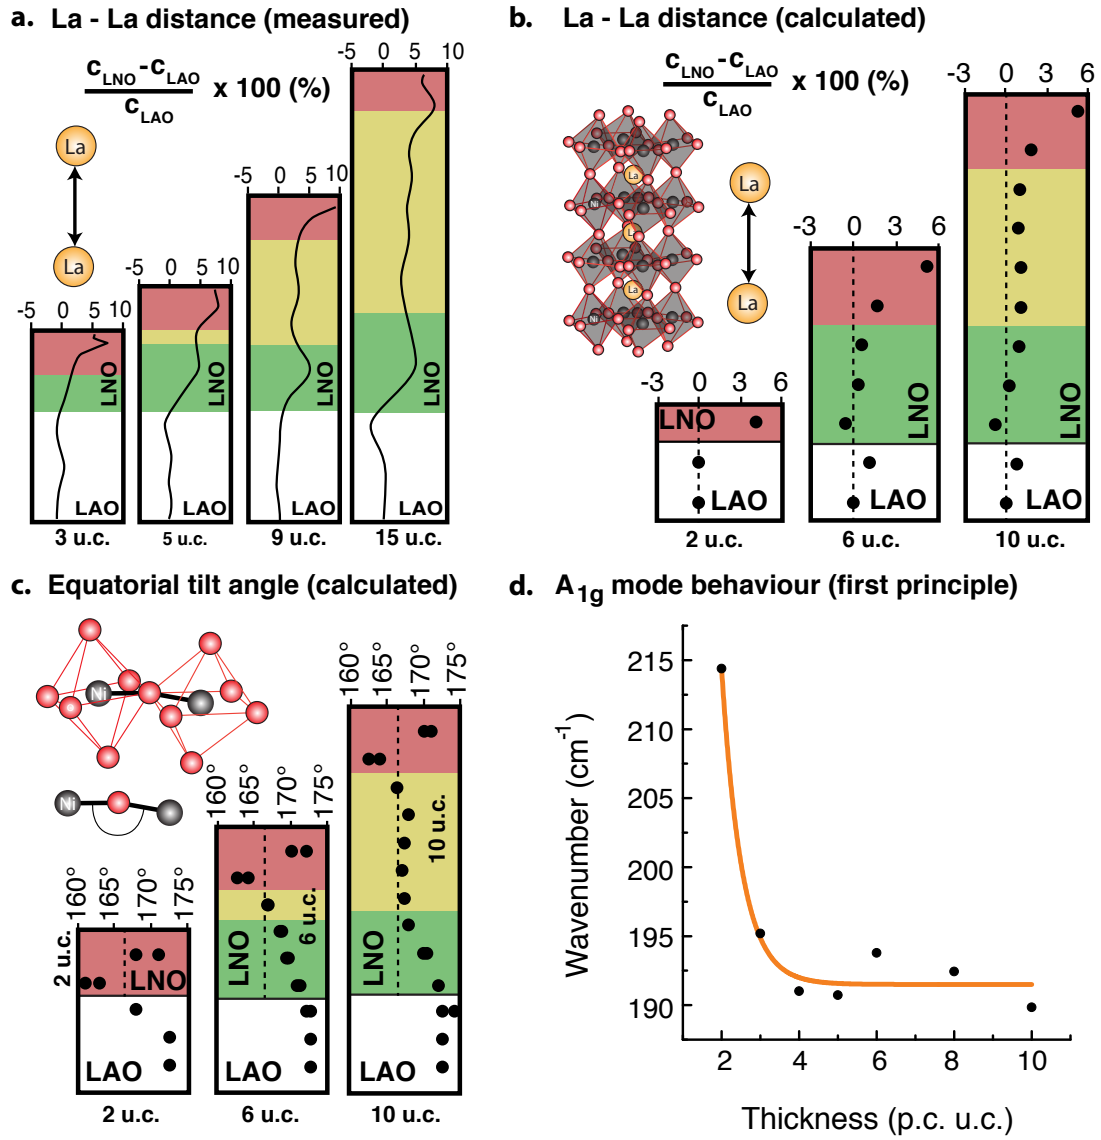 a. La - La distance (measured)
c_LNO - c_LAO
c_LAO
x 100 (%)
La
La
-5 0 5 10
3 u.c.
LAO
-5 0 5 10
5 u.c.
LAO
-5 0 5 10
LNO
LAO
9 u.c.
-5 0 5 10
LNO
LAO
15 u.c.
b. La - La distance (calculated)
c_LNO - c_LAO
c_LAO
x 100 (%)
La
La
La
Ni
Ni
La
La
-3 0 3 6
LNO
LAO
2 u.c.
-3 0 3 6
LNO
LAO
6 u.c.
-3 0 3 6
LNO
LAO
10 u.c.
c. Equatorial tilt angle (calculated)
Ni
Ni
160° 165° 170° 175°
2 u.c.
LNO
LAO
2 u.c.
160° 165° 170° 175°
6 u.c.
LNO
LAO
6 u.c.
160° 165° 170° 175°
10 u.c.
LNO
LAO
10 u.c.
d. A_1g mode behaviour (first principle)
Wavenumber (cm⁻¹)
215
210
205
200
195
190
2 4 6 8 10
Thickness (p.c. u.c.)